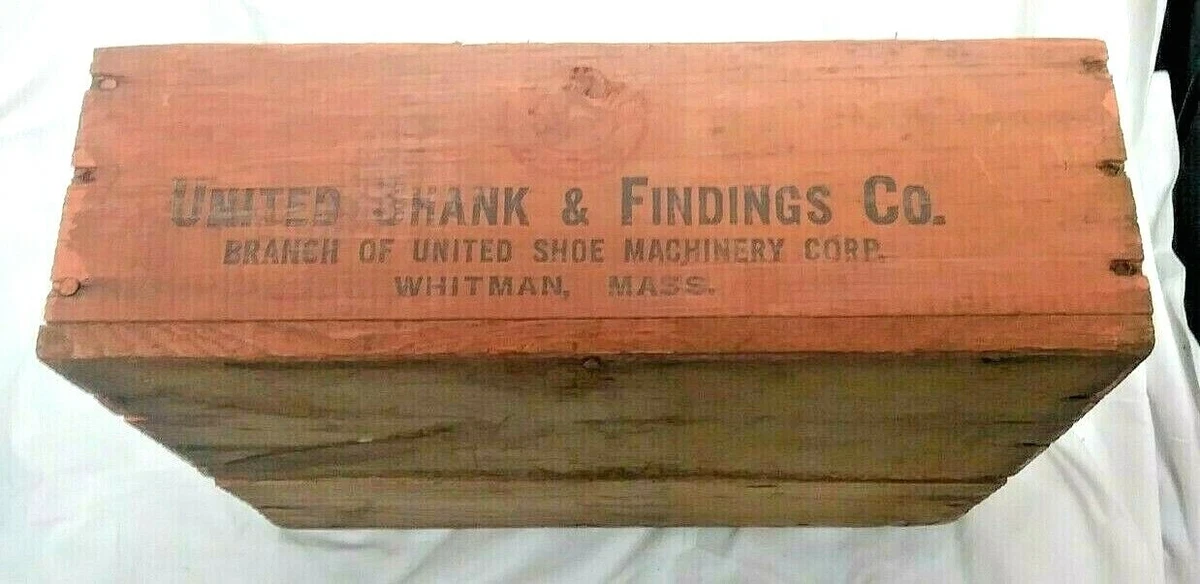 UNITED SHANK & FINDINGS CO.
BRANCH OF UNITED SHOE MACHINERY CORP.
WHITMAN, MASS.